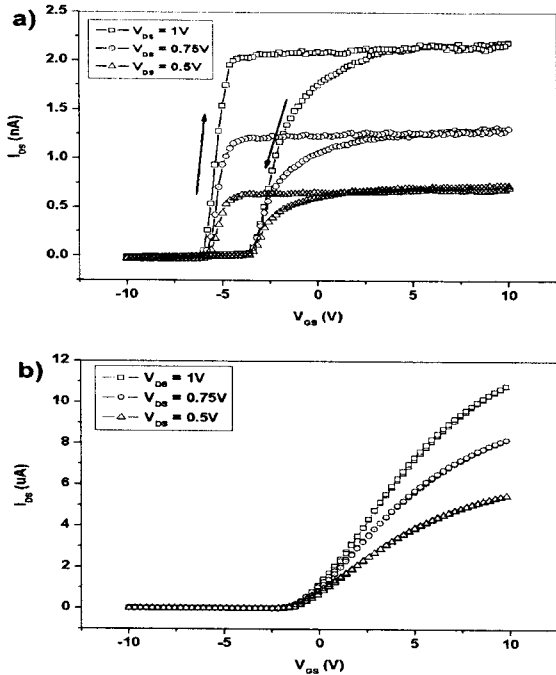 a)
V_DS = 1V
V_DS = 0.75V
V_DS = 0.5V
I_DS (nA)
2.5
2.0
1.5
1.0
0.5
0.0
-10 -5 0 5 10
V_GS (V)
b)
V_DS = 1V
V_DS = 0.75V
V_DS = 0.5V
I_DS (uA)
12
10
8
6
4
2
0
-10 -5 0 5 10
V_GS (V)